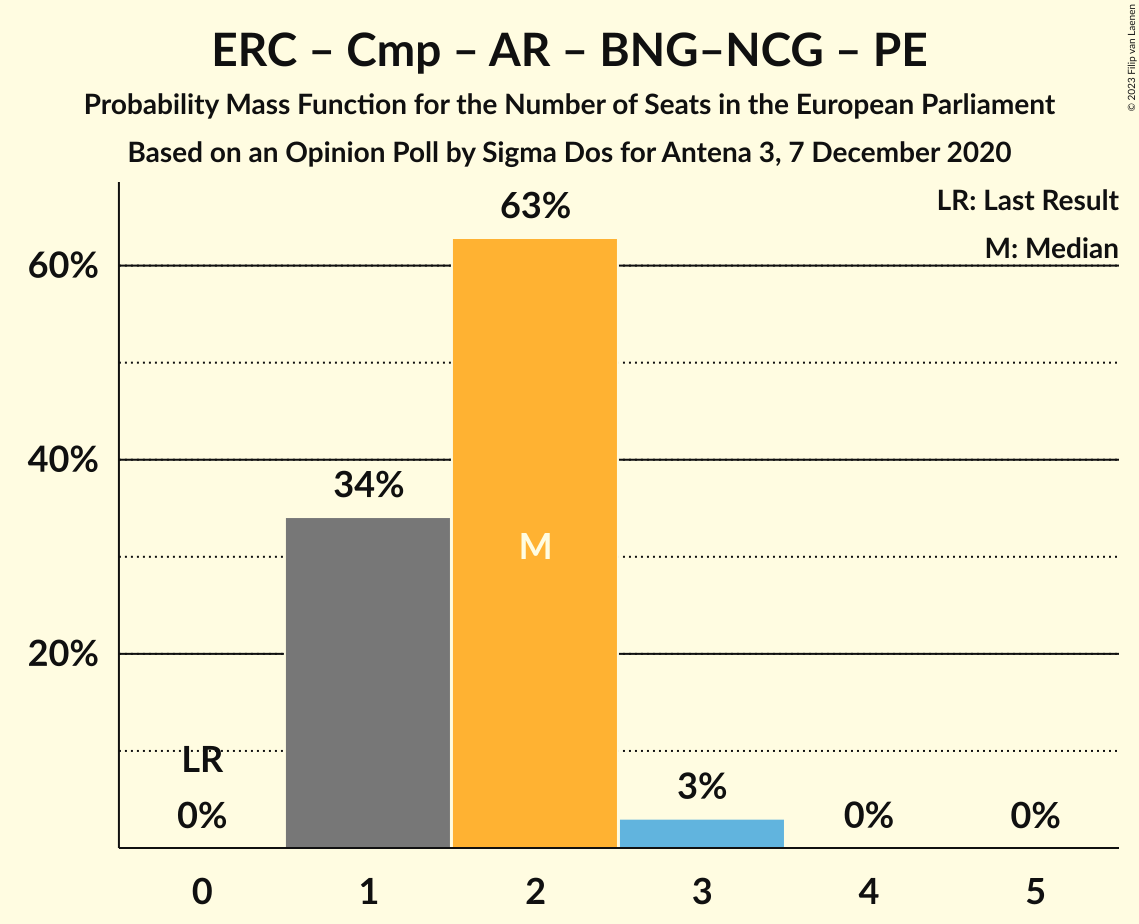 ERC – Cmp – AR – BNG–NCG – PE
Probability Mass Function for the Number of Seats in the European Parliament
Based on an Opinion Poll by Sigma Dos for Antena 3, 7 December 2020
© 2023 Filip van Laenen
LR: Last Result
M: Median
63%
60%
40%
34%
M
20%
LR
0%
3%
0%
0%
0 1 2 3 4 5